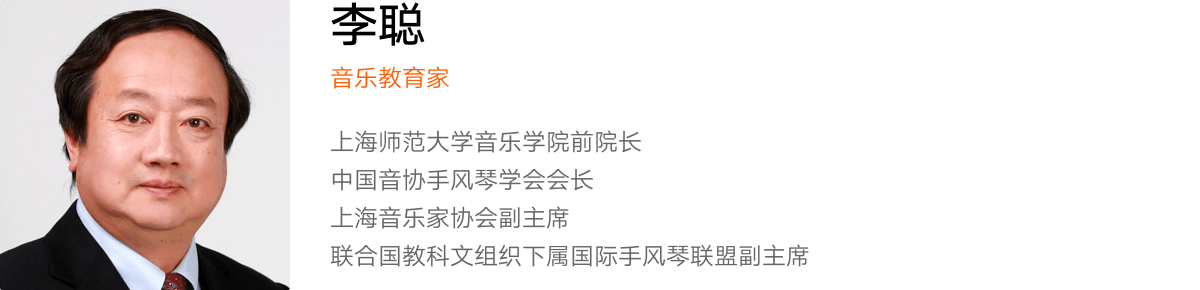 李聪
音乐教育家
上海师范大学音乐学院前院长
中国音协手风琴学会会长
上海音乐家协会副主席
联合国教科文组织下属国际手风琴联盟副主席